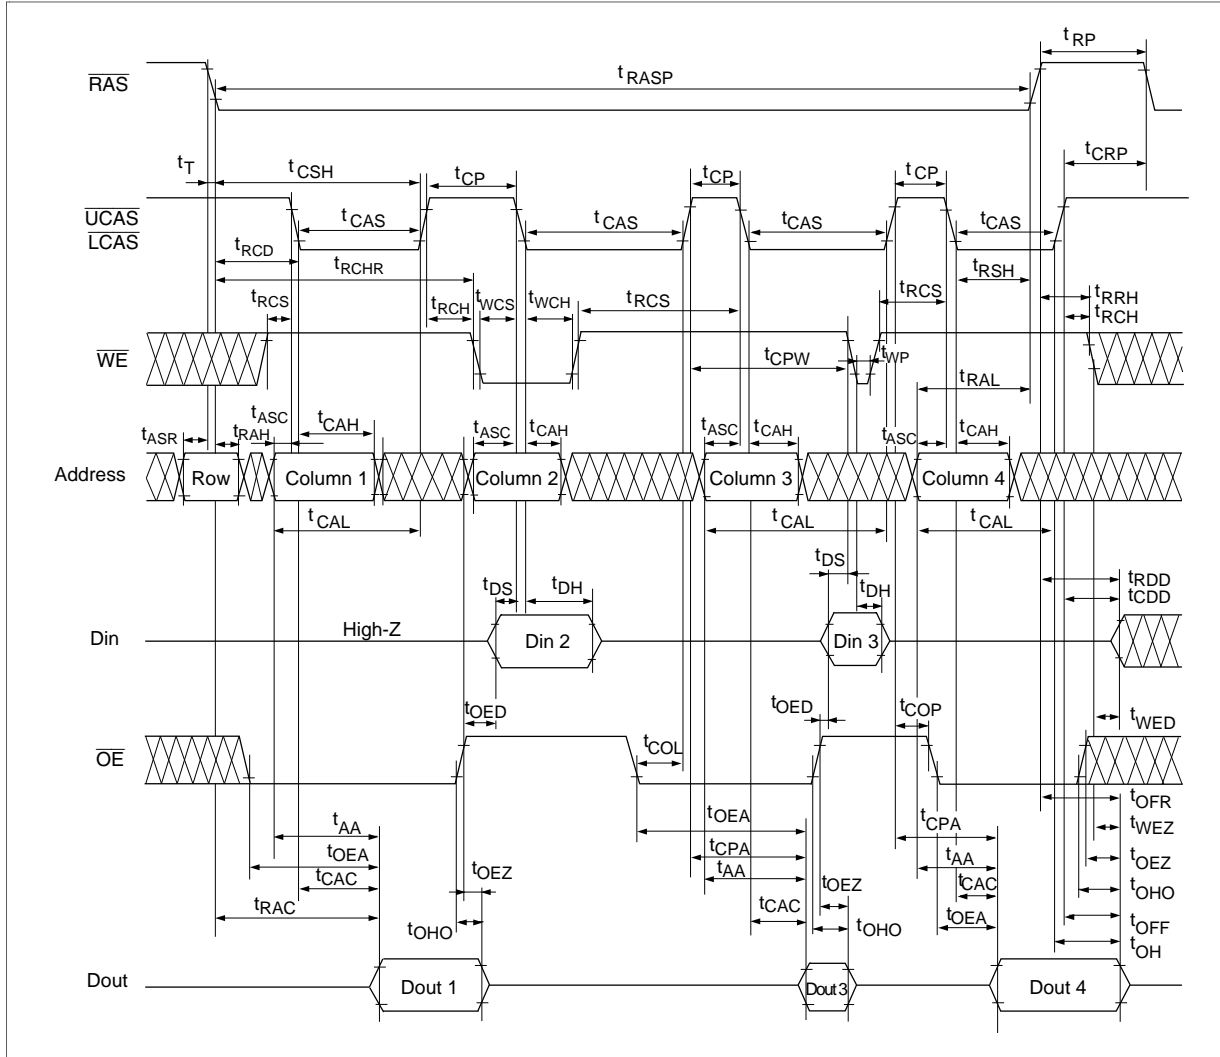 tRP
RAS
tRASP
tT
tCSH
tCP
tCP
tCP
tCRP
UCAS
LCAS
tCAS
tCAS
tCAS
tCAS
tRCD
tRCHR
tRSH
tRCS
tRCH
tWCS
tWCH
tRCS
tRCS
tRRH
tRCH
WE
tCPW
tWP
tRAL
tASR
tRAH
tASC
tCAH
tASC
tCAH
tASC
tCAH
tASC
tCAH
Address
Row
Column 1
Column 2
Column 3
Column 4
tCAL
tCAL
tCAL
tDS
tDH
tDS
tDH
tRDD
tCDD
Din
High-Z
Din 2
Din 3
tOED
tOED
tCOP
tWED
OE
tCOL
tOFR
tWEZ
tOEZ
tOHO
tOFF
tOH
tAA
tOEA
tCAC
tRAC
tOEZ
tOHO
tOEA
tCPA
tAA
tCAC
tOEZ
tOHO
tCPA
tAA
tCAC
tOEA
Dout
Dout 1
Dout 3
Dout 4